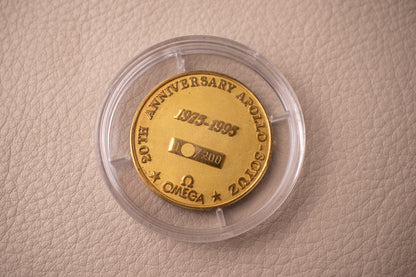 20TH ANNIVERSARY APOLLO-SOYUZ
1975-1995
/200
Ω
OMEGA